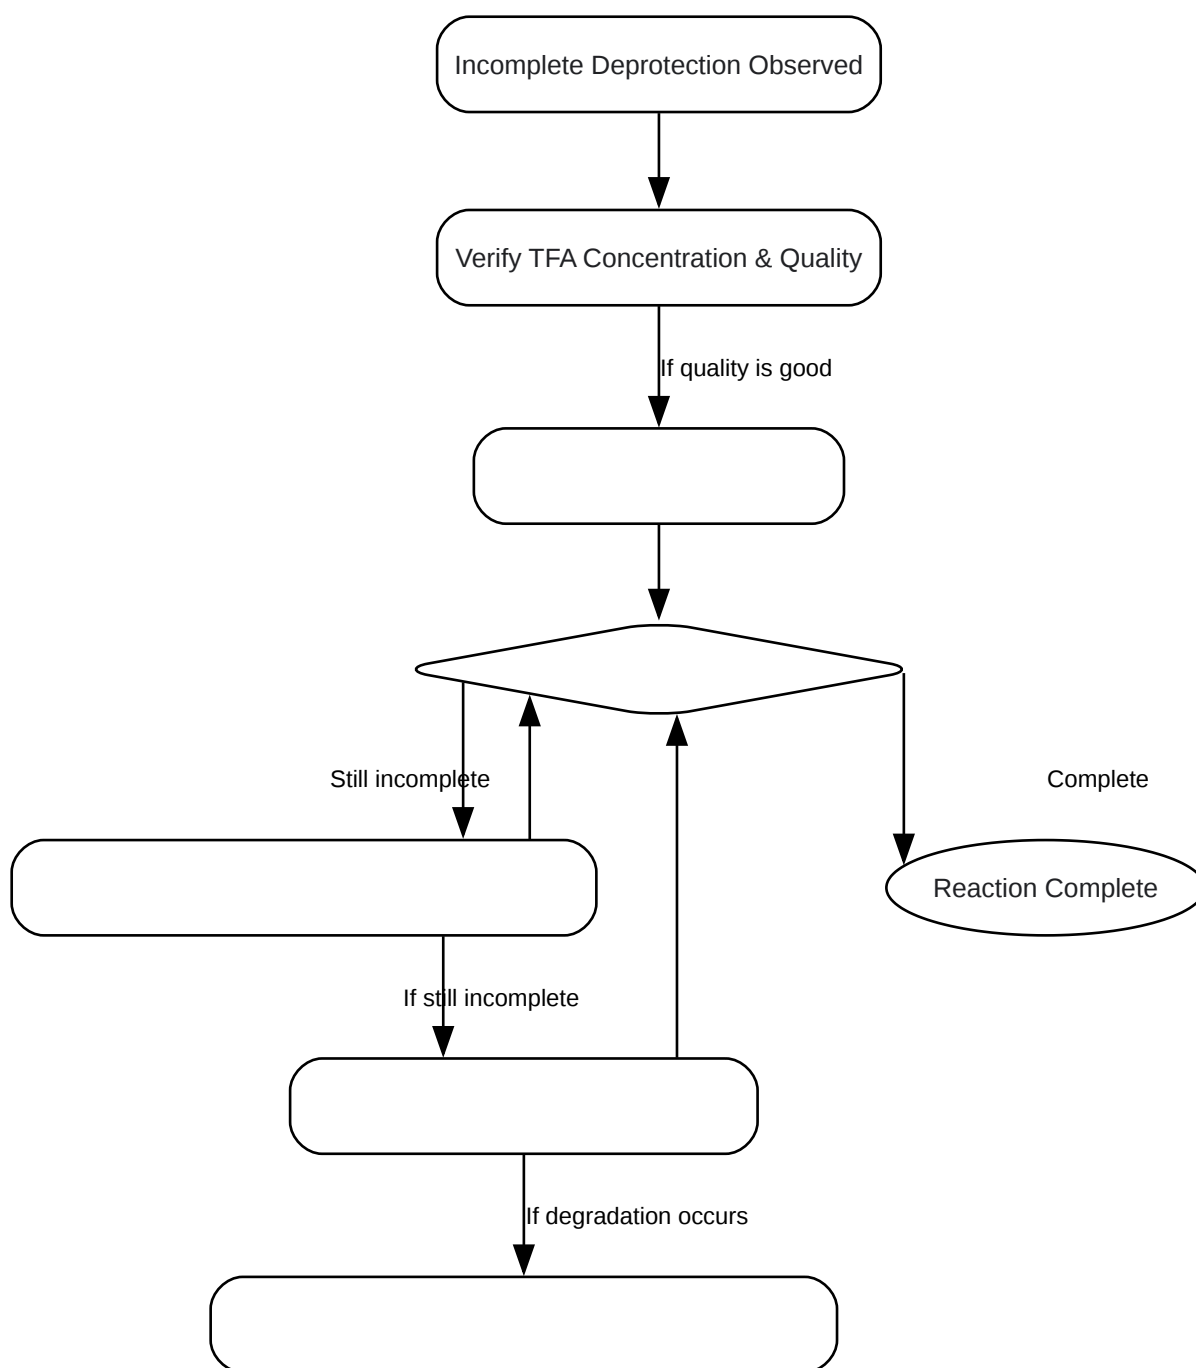 Incomplete Deprotection Observed
Verify TFA Concentration & Quality
If quality is good
Still incomplete
Complete
Reaction Complete
If still incomplete
If degradation occurs